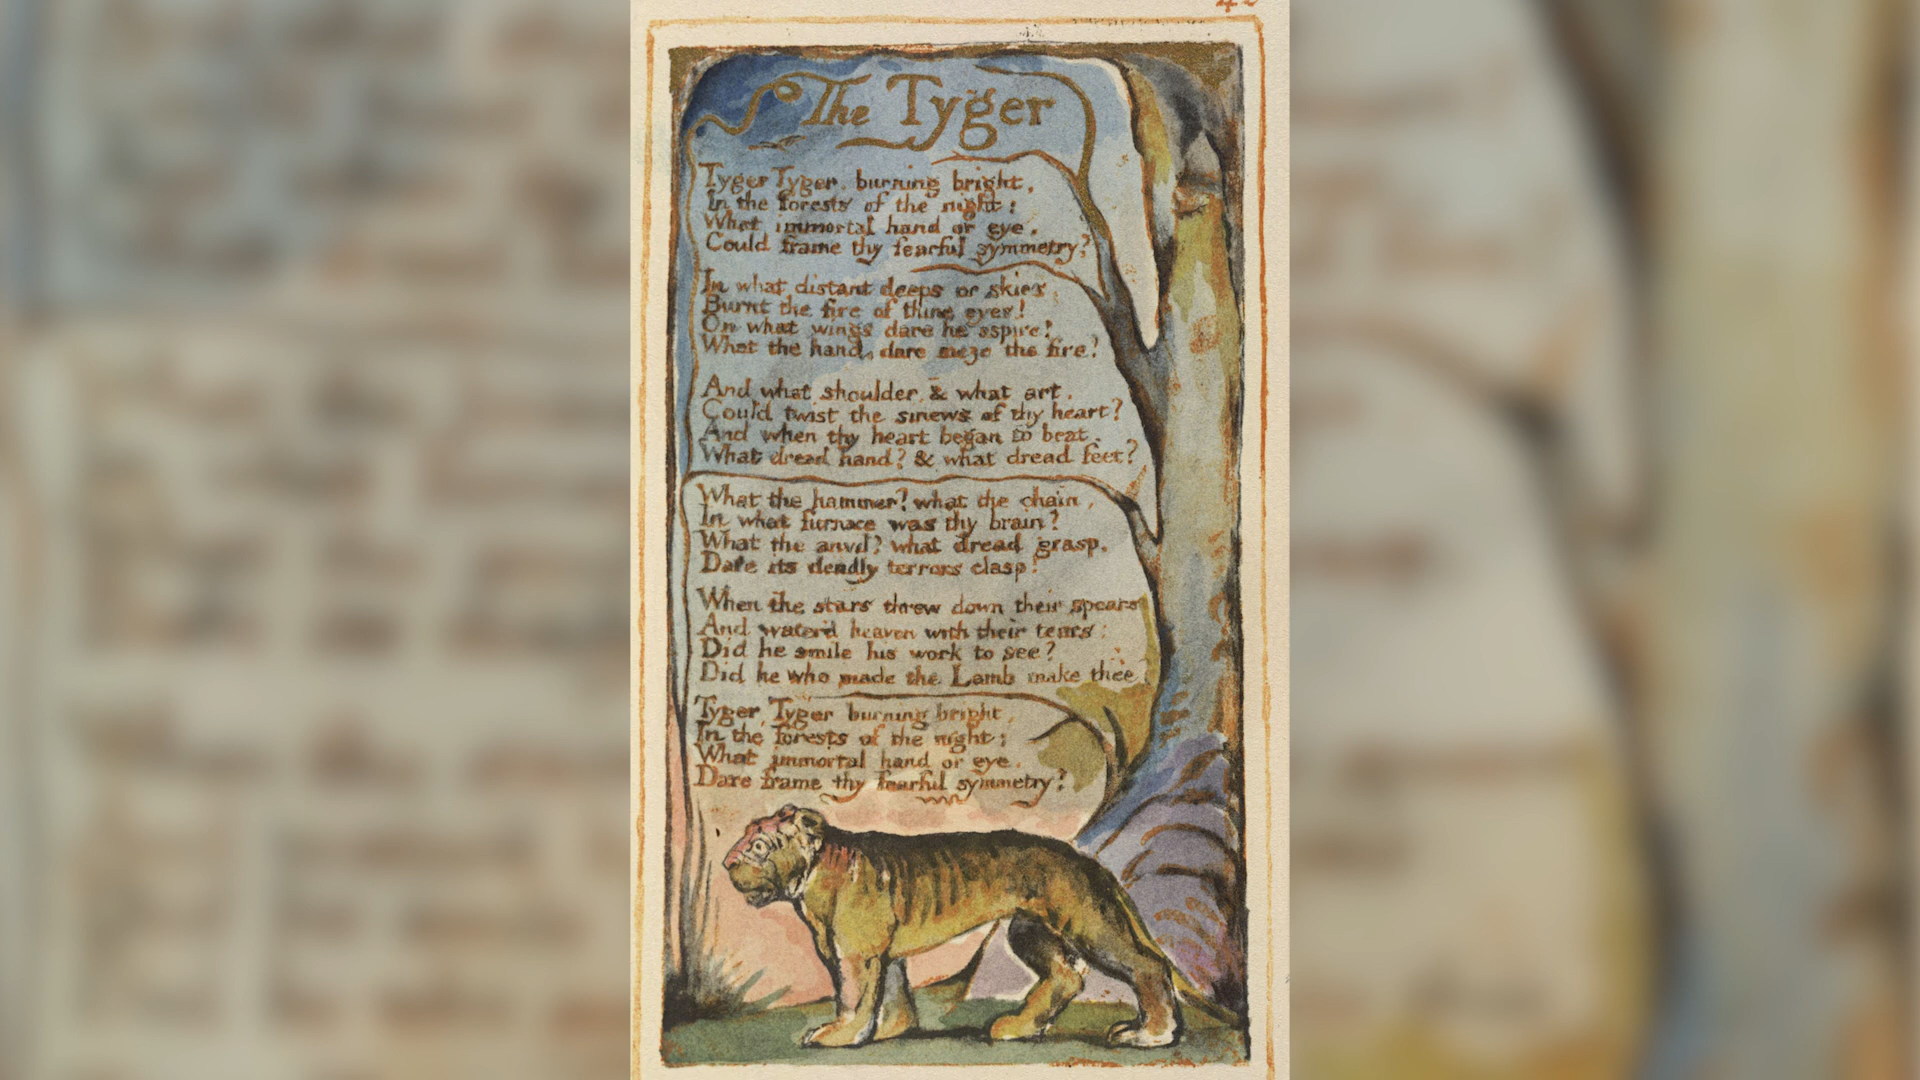 The Tyger
Tyger Tyger, burning bright,
In the forests of the night:
What immortal hand or eye,
Could frame thy fearful symmetry?
In what distant deeps or skies,
Burnt the fire of thine eyes!
On what wings dare he aspire!
What the hand, dare sieze the fire?
And what shoulder, & what art,
Could twist the sinews of thy heart?
And when thy heart began to beat,
What dread hand? & what dread feet?
What the hammer? what the chain,
In what furnace was thy brain?
What the anvil? what dread grasp,
Dare its deadly terrors clasp!
When the stars threw down their spears
And water'd heaven with their tears:
Did he smile his work to see?
Did he who made the Lamb make thee?
Tyger, Tyger burning bright,
In the forests of the night;
What immortal hand or eye,
Dare frame thy fearful symmetry?